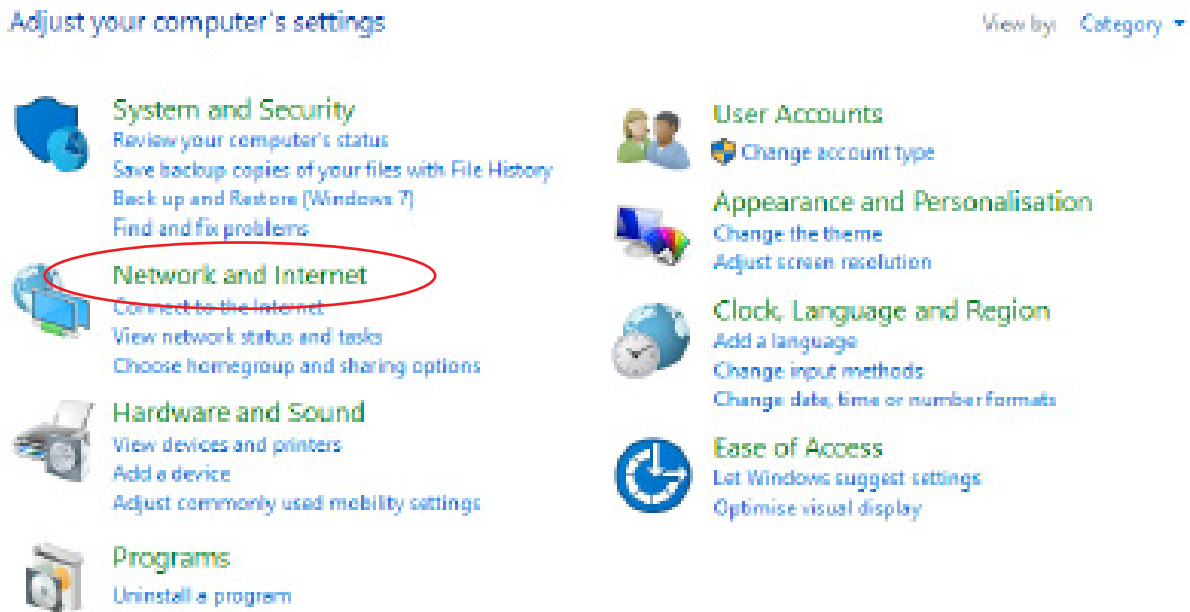 Adjust your computer's settings
View by: Category
System and Security
Review your computer's status
Save backup copies of your files with File History
Back up and Restore (Windows 7)
Find and fix problems
Network and Internet
Connect to the Internet
View network status and tasks
Choose homegroup and sharing options
Hardware and Sound
View devices and printers
Add a device
Adjust commonly used mobility settings
Programs
Uninstall a program
User Accounts
Change account type
Appearance and Personalisation
Change the theme
Adjust screen resolution
Clock, Language and Region
Add a language
Change input methods
Change date, time or number formats
Ease of Access
Let Windows suggest settings
Optimise visual display